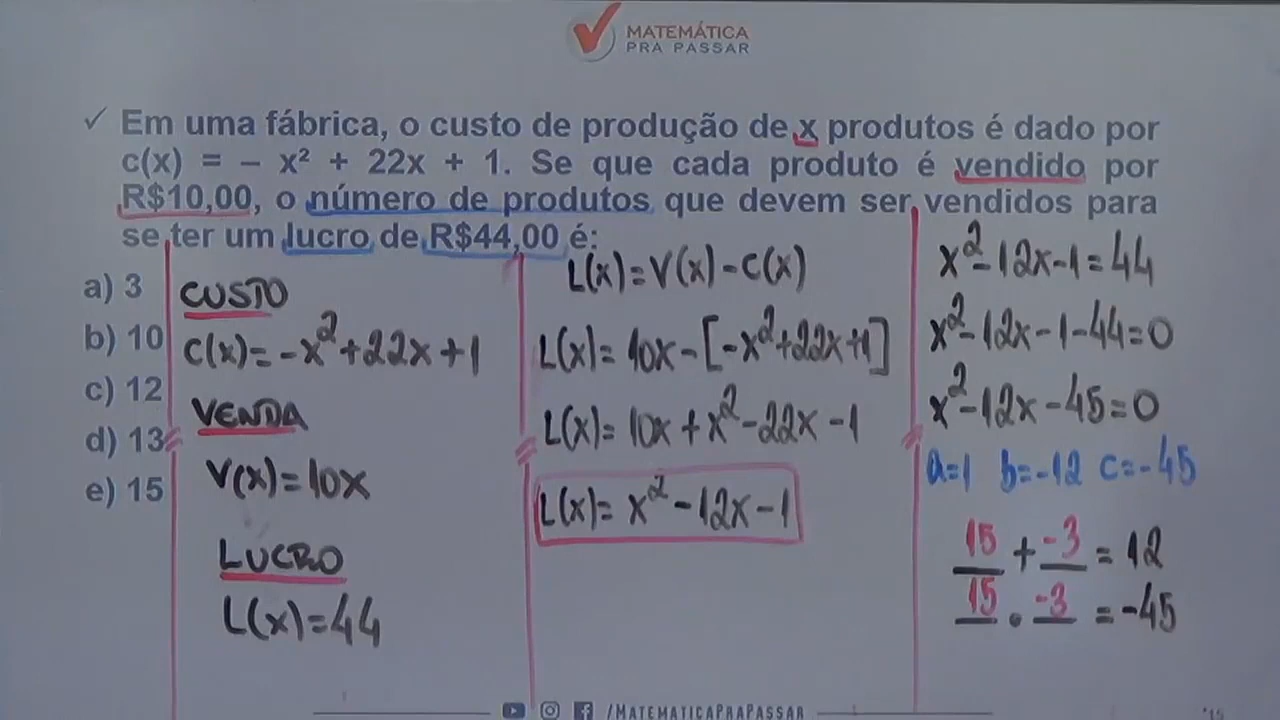 MATEMÁTICA
PRA PASSAR
✓ Em uma fábrica, o custo de produção de x produtos é dado por
c(x) = – x² + 22x + 1. Se que cada produto é vendido por
R$10,00, o número de produtos que devem ser vendidos para
se ter um lucro de R$44,00 é:
a) 3
b) 10
c) 12
d) 13
e) 15
CUSTO
C(x)=-x²+22x+1
VENDA
V(x)=10x
LUCRO
L(x)=44
L(x)=V(x)-C(x)
L(x)=10x-[-x²+22x+1]
L(x)=10x+x²-22x-1
L(x)=x²-12x-1
x²-12x-1=44
x²-12x-1-44=0
x²-12x-45=0
a=1 b=-12 c=-45
15 + -3 = 12
15 . -3 = -45
/MATEMATICAPRAPASSAR